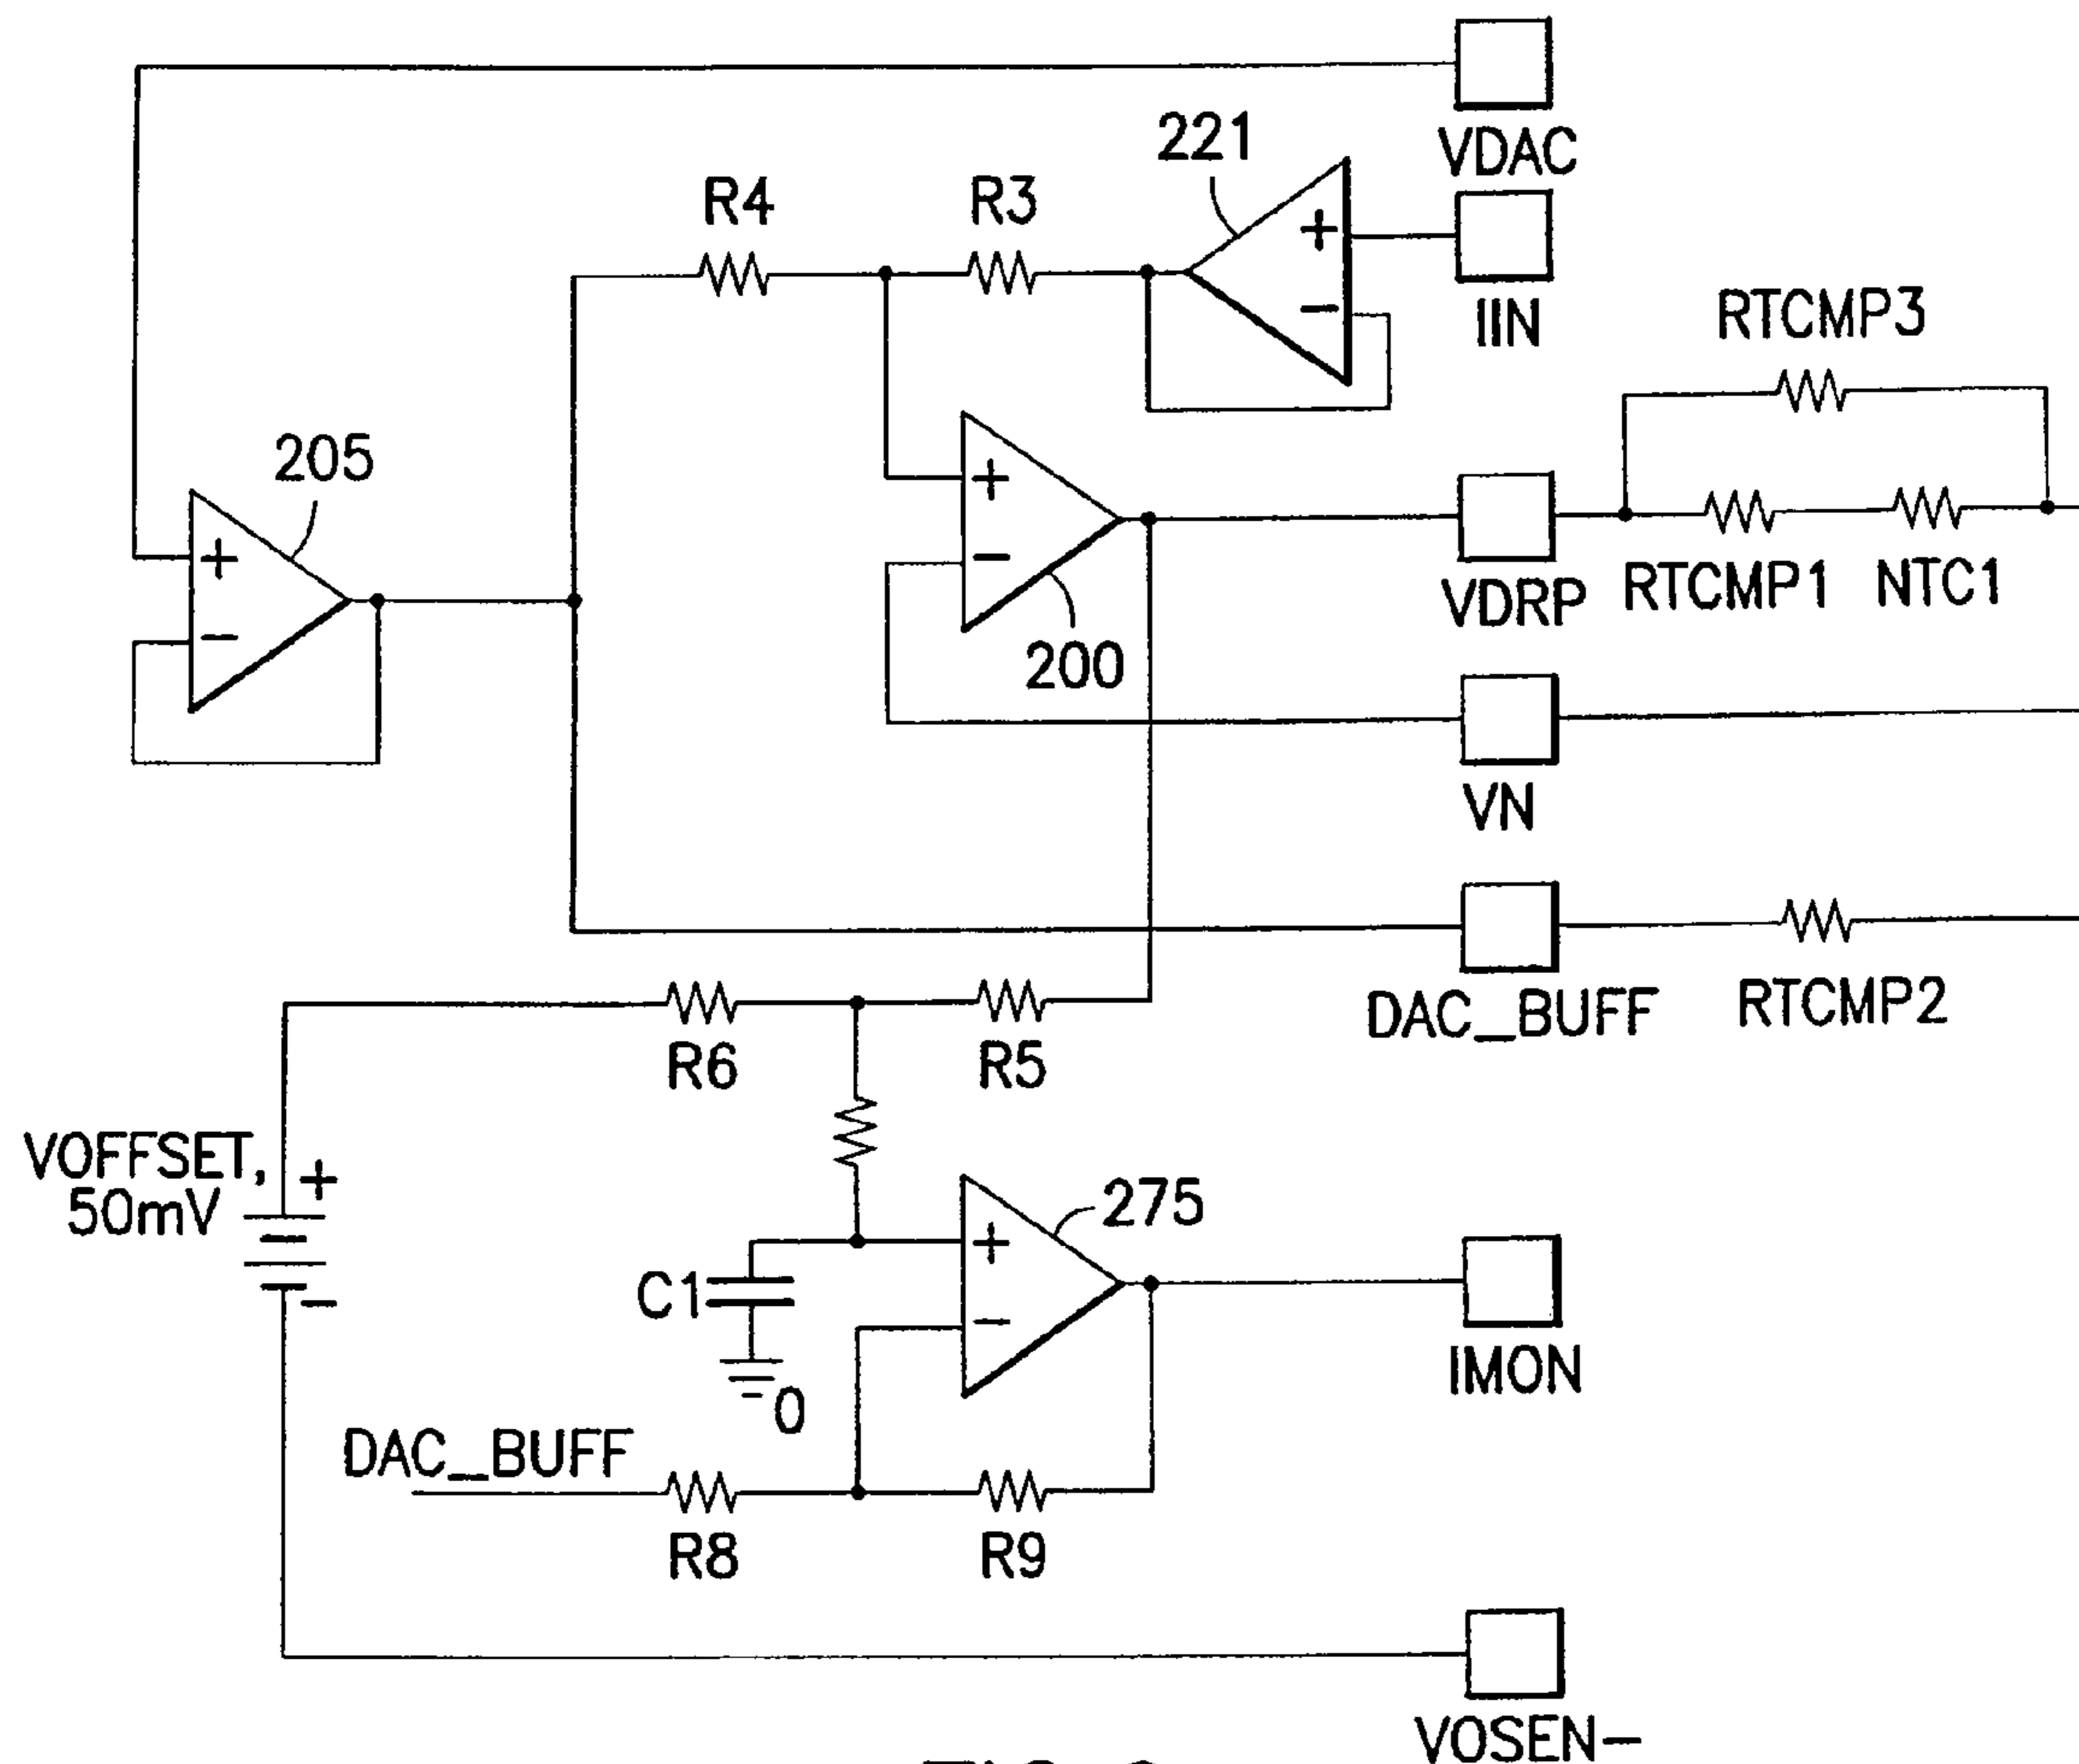 VDAC
221
R4
R3
+
−
IIN
RTCMP3
205
+
−
+
−
200
VDRP
RTCMP1
NTC1
VN
DAC_BUFF
RTCMP2
R6
R5
VOFFSET,
50mV
+
−
275
+
−
C1
0
IMON
DAC_BUFF
R8
R9
VOSEN−